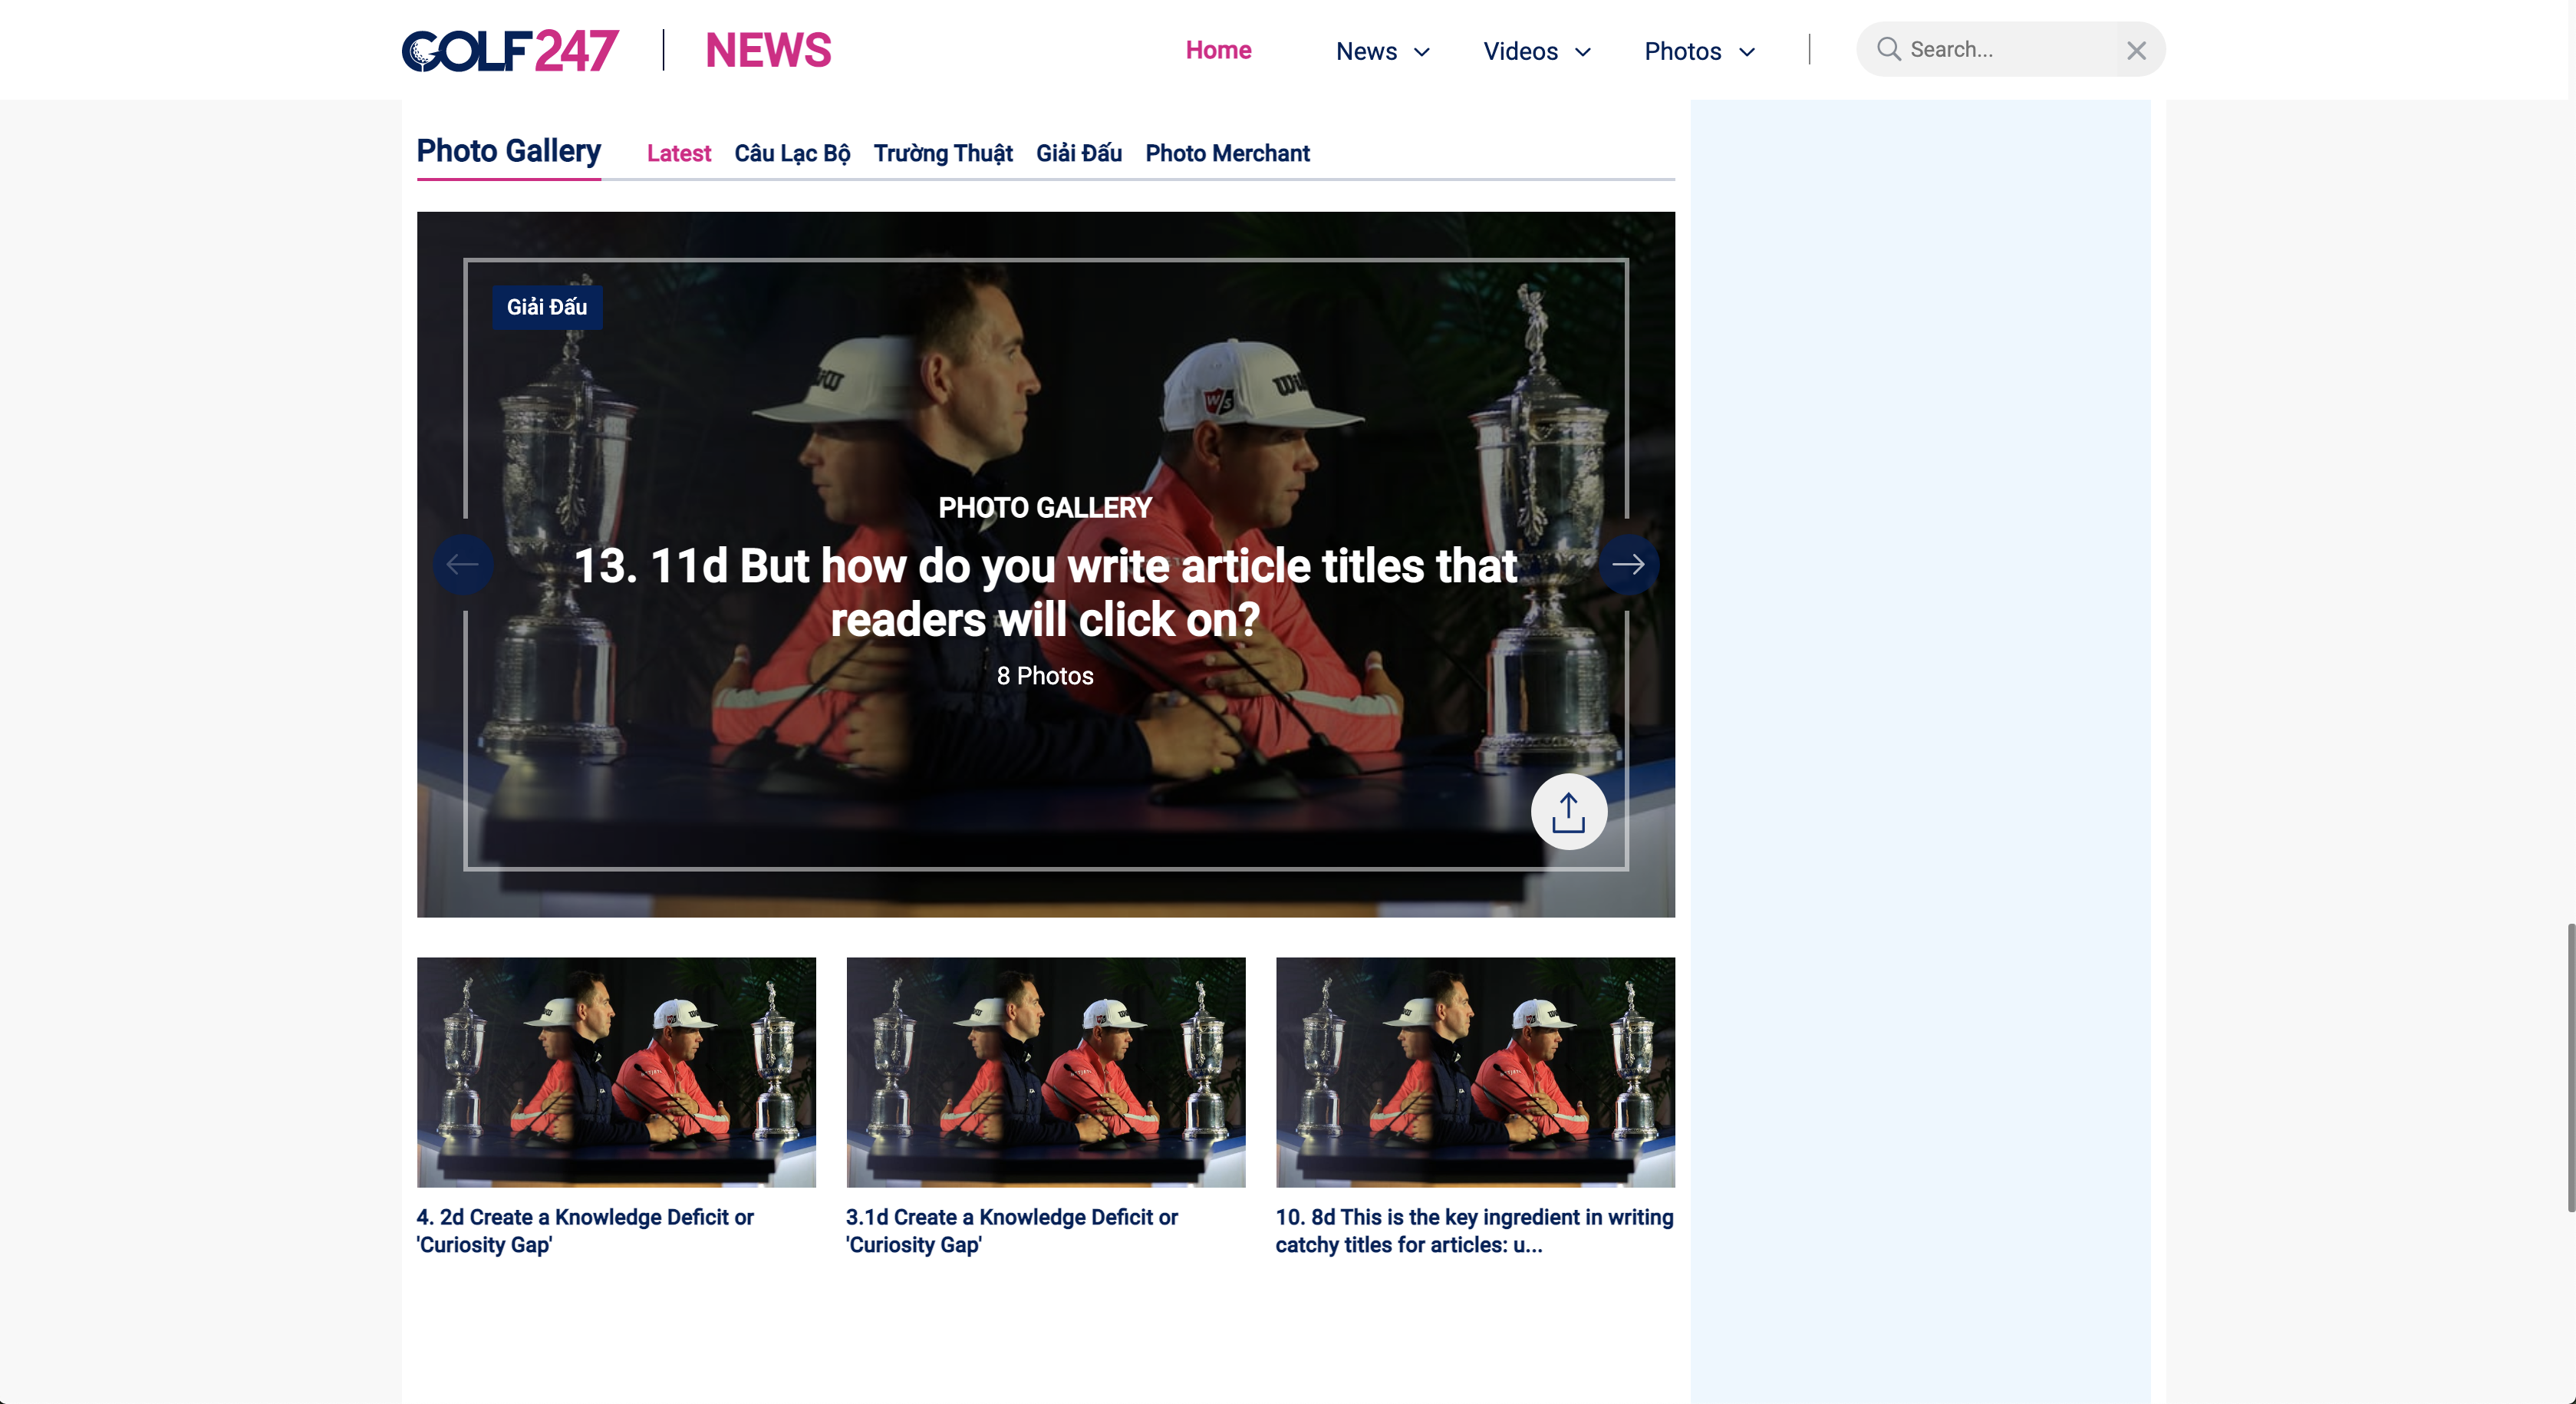 GOLF 247 | NEWS
Home News Videos Photos | Search...
Photo Gallery Latest Câu Lạc Bộ Trường Thuật Giải Đấu Photo Merchant
Giải Đấu
W/S
PHOTO GALLERY
13. 11d But how do you write article titles that
readers will click on?
8 Photos
4. 2d Create a Knowledge Deficit or
'Curiosity Gap'
3.1d Create a Knowledge Deficit or
'Curiosity Gap'
10. 8d This is the key ingredient in writing
catchy titles for articles: u...